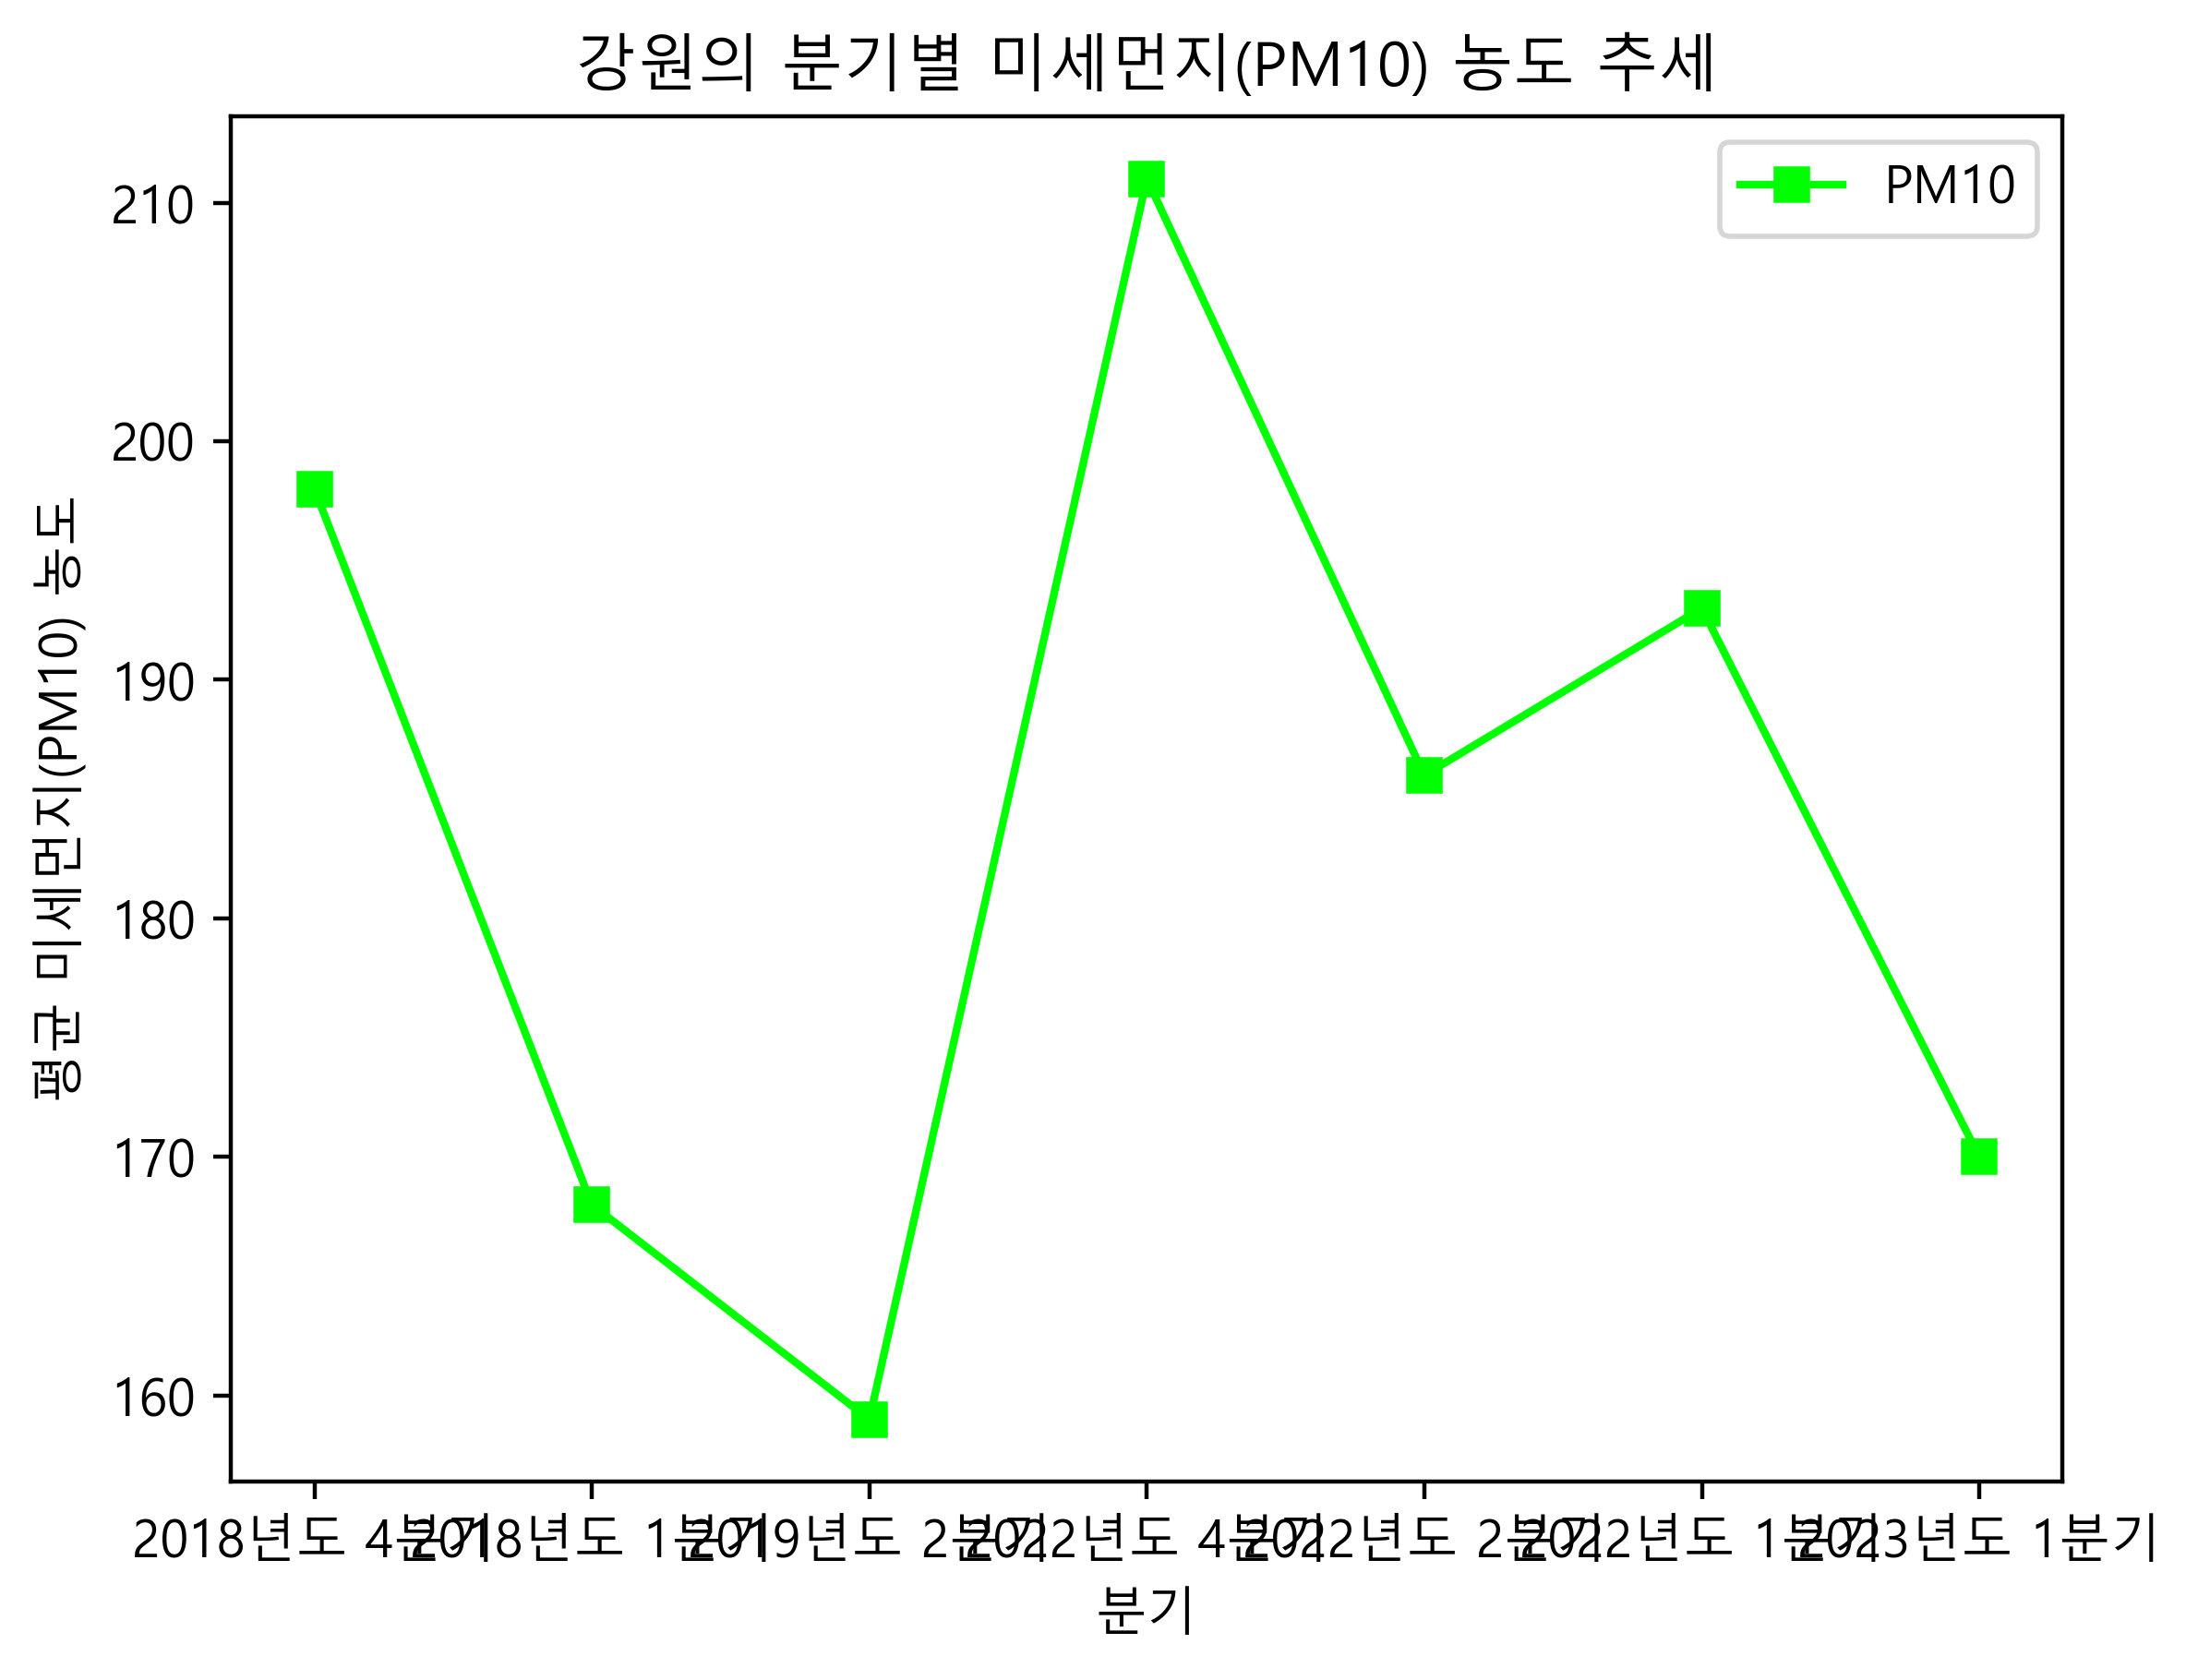 강원의 분기별 미세먼지(PM10) 농도 추세
PM10
평균 미세먼지(PM10) 농도
210
200
190
180
170
160
2018년도 4분기
2018년도 1분기
2019년도 2분기
2022년도 4분기
2022년도 2분기
2022년도 1분기
2023년도 1분기
분기